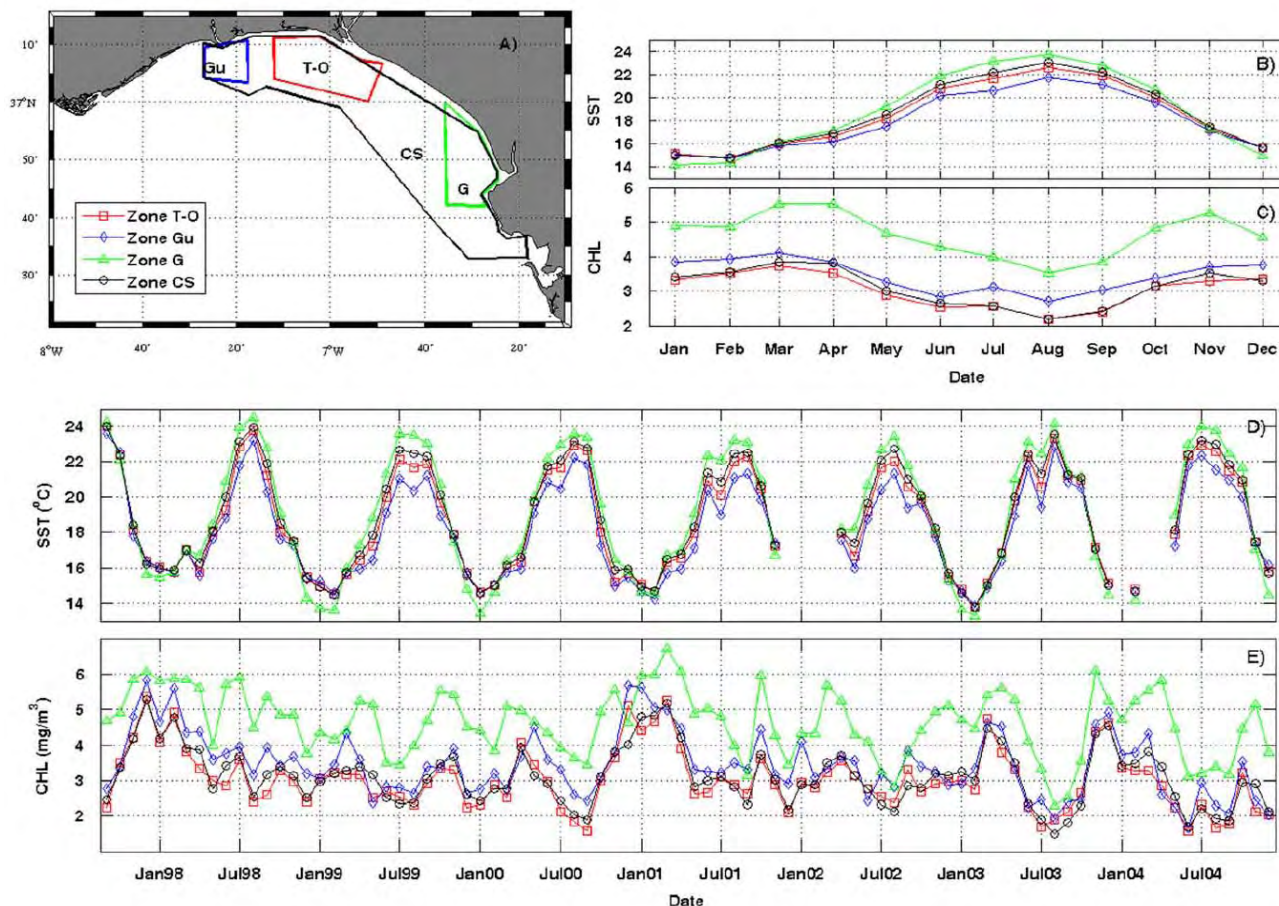 A)
10'
Gu
T-O
37°N
50'
CS
G
40'
30'
Zone T-O
Zone Gu
Zone G
Zone CS
8°W
40'
20'
7°W
40'
20'
B)
SST
24
22
20
18
16
14
C)
CHL
6
5
4
3
2
Jan Feb Mar Apr May Jun Jul Aug Sep Oct Nov Dec
Date
D)
SST (°C)
24
22
20
18
16
14
E)
CHL (mg/m³)
6
5
4
3
2
Jan98 Jul98 Jan99 Jul99 Jan00 Jul00 Jan01 Jul01 Jan02 Jul02 Jan03 Jul03 Jan04 Jul04
Date